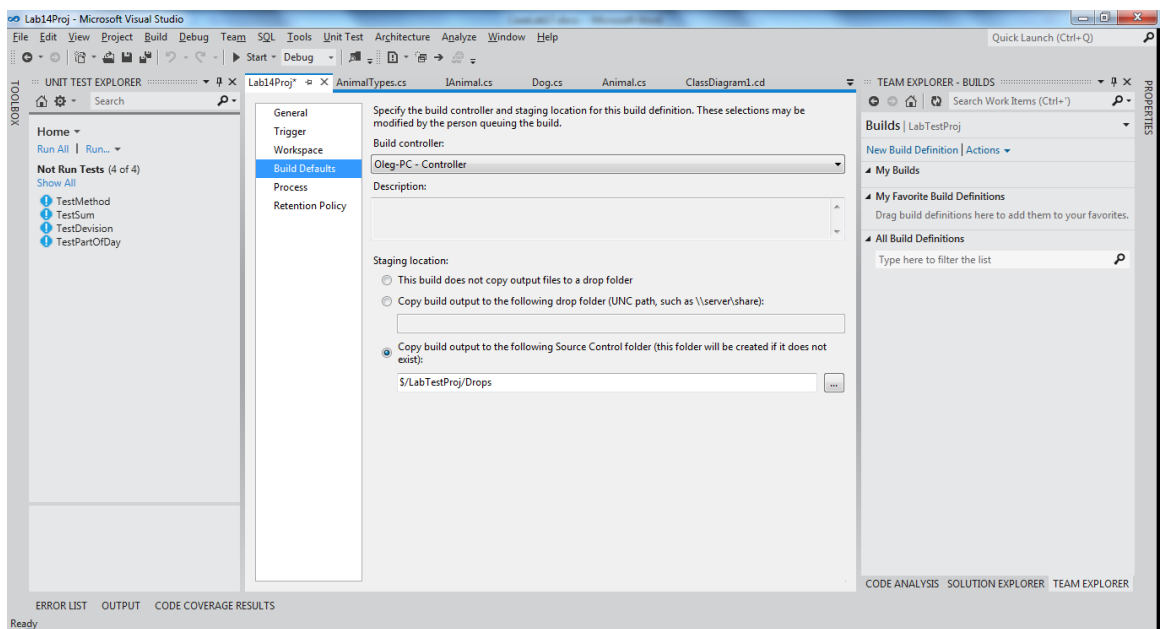 Lab14Proj - Microsoft Visual Studio
File Edit View Project Build Debug Team SQL Tools Unit Test Architecture Analyze Window Help
Quick Launch (Ctrl+Q)
Start Debug
TOOLBOX
UNIT TEST EXPLORER
Search
Home
Run All | Run...
Not Run Tests (4 of 4)
Show All
TestMethod
TestSum
TestDevision
TestPartOfDay
Lab14Proj* AnimalTypes.cs IAnimal.cs Dog.cs Animal.cs ClassDiagram1.cd
General
Trigger
Workspace
Build Defaults
Process
Retention Policy
Specify the build controller and staging location for this build definition. These selections may be
modified by the person queuing the build.
Build controller:
Oleg-PC - Controller
Description:
Staging location:
This build does not copy output files to a drop folder
Copy build output to the following drop folder (UNC path, such as \\server\share):
Copy build output to the following Source Control folder (this folder will be created if it does not
exist):
$/LabTestProj/Drops
...
TEAM EXPLORER - BUILDS
Search Work Items (Ctrl+')
Builds | LabTestProj
New Build Definition | Actions
My Builds
My Favorite Build Definitions
Drag build definitions here to add them to your favorites.
All Build Definitions
Type here to filter the list
PROPERTIES
CODE ANALYSIS SOLUTION EXPLORER TEAM EXPLORER
ERROR LIST OUTPUT CODE COVERAGE RESULTS
Ready